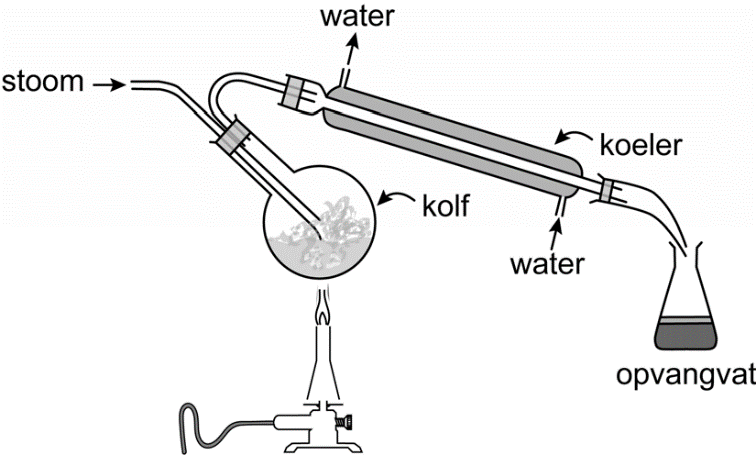 water
stoom
koeler
kolf
water
opvangvat